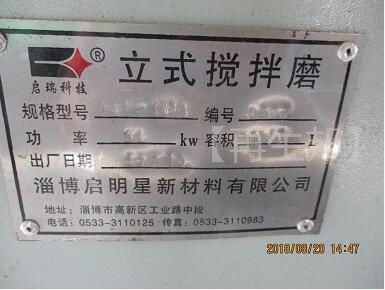 启瑞科技 ® 立式搅拌磨
规格型号 编号
功 率 kw 容积 L
出厂日期
淄博启明星新材料有限公司
地址:淄博市高新区工业路中段
电话:0533-3110125 传真:0533-3110983
2018/08/20 14:47